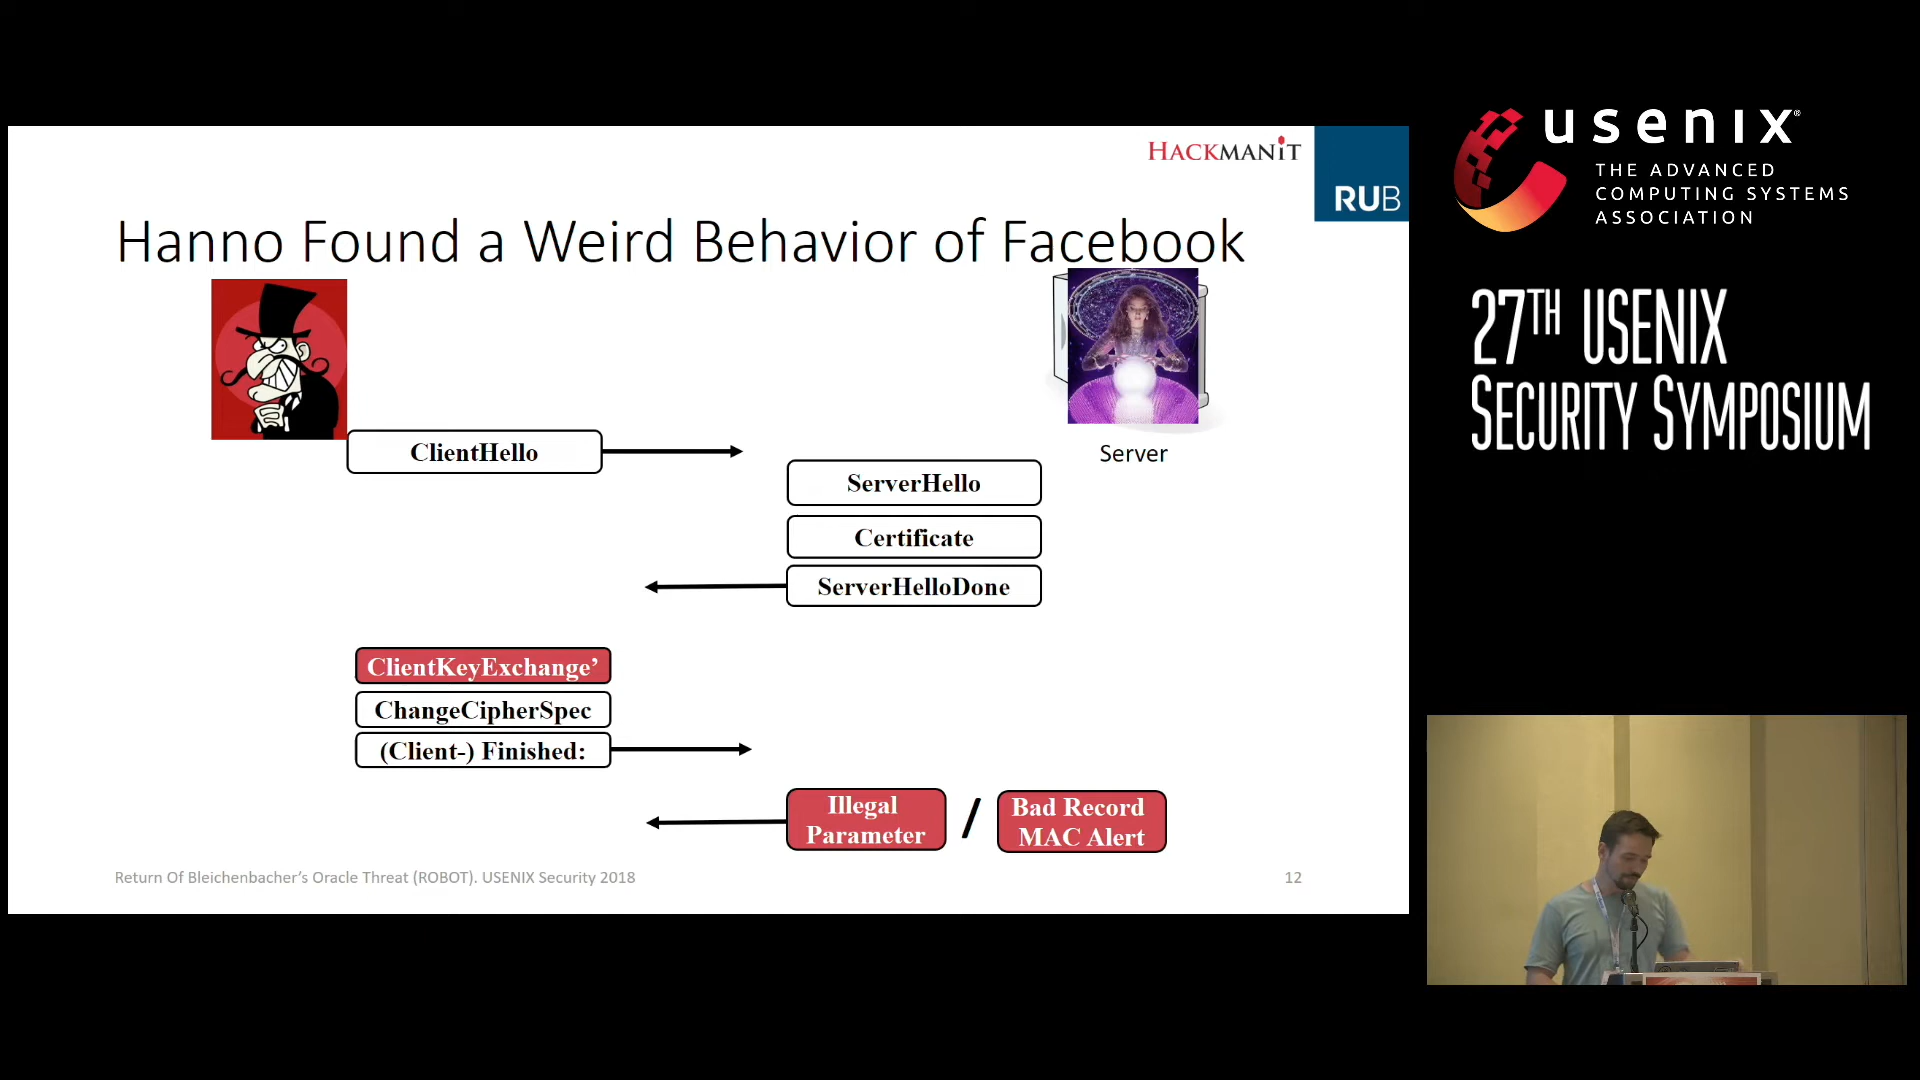 HACKMANIT
RUB
Hanno Found a Weird Behavior of Facebook
ClientHello
Server
ServerHello
Certificate
ServerHelloDone
ClientKeyExchange’
ChangeCipherSpec
(Client-) Finished:
Illegal
Parameter
/
Bad Record
MAC Alert
Return Of Bleichenbacher’s Oracle Threat (ROBOT). USENIX Security 2018
12
usenix®
THE ADVANCED
COMPUTING SYSTEMS
ASSOCIATION
27TH USENIX
SECURITY SYMPOSIUM